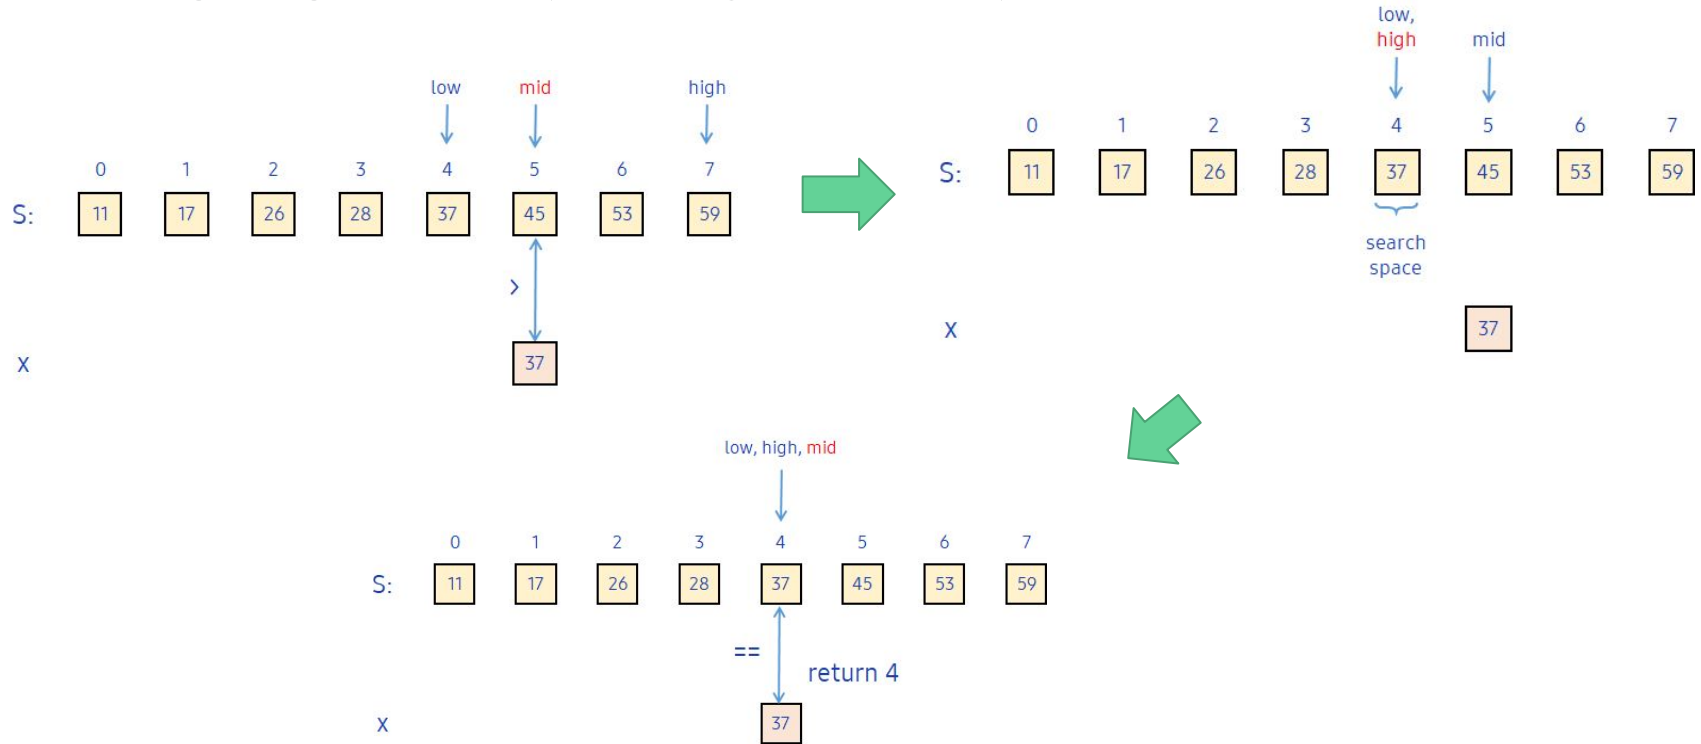 low mid high
0 1 2 3 4 5 6 7
S: 11 17 26 28 37 45 53 59
>
x 37
low,
high mid
0 1 2 3 4 5 6 7
S: 11 17 26 28 37 45 53 59
search
space
x 37
low, high, mid
0 1 2 3 4 5 6 7
S: 11 17 26 28 37 45 53 59
==
return 4
x 37